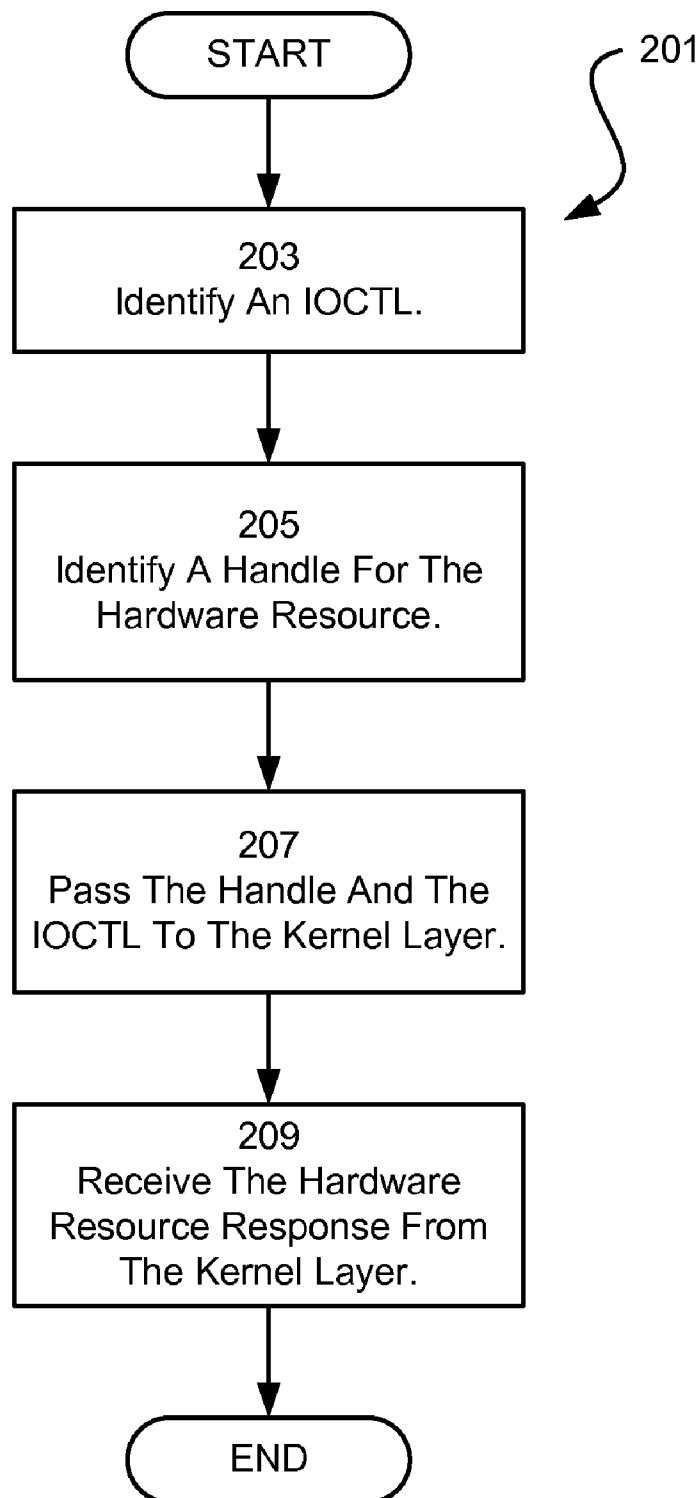 START
201
203
Identify An IOCTL.
205
Identify A Handle For The
Hardware Resource.
207
Pass The Handle And The
IOCTL To The Kernel Layer.
209
Receive The Hardware
Resource Response From
The Kernel Layer.
END